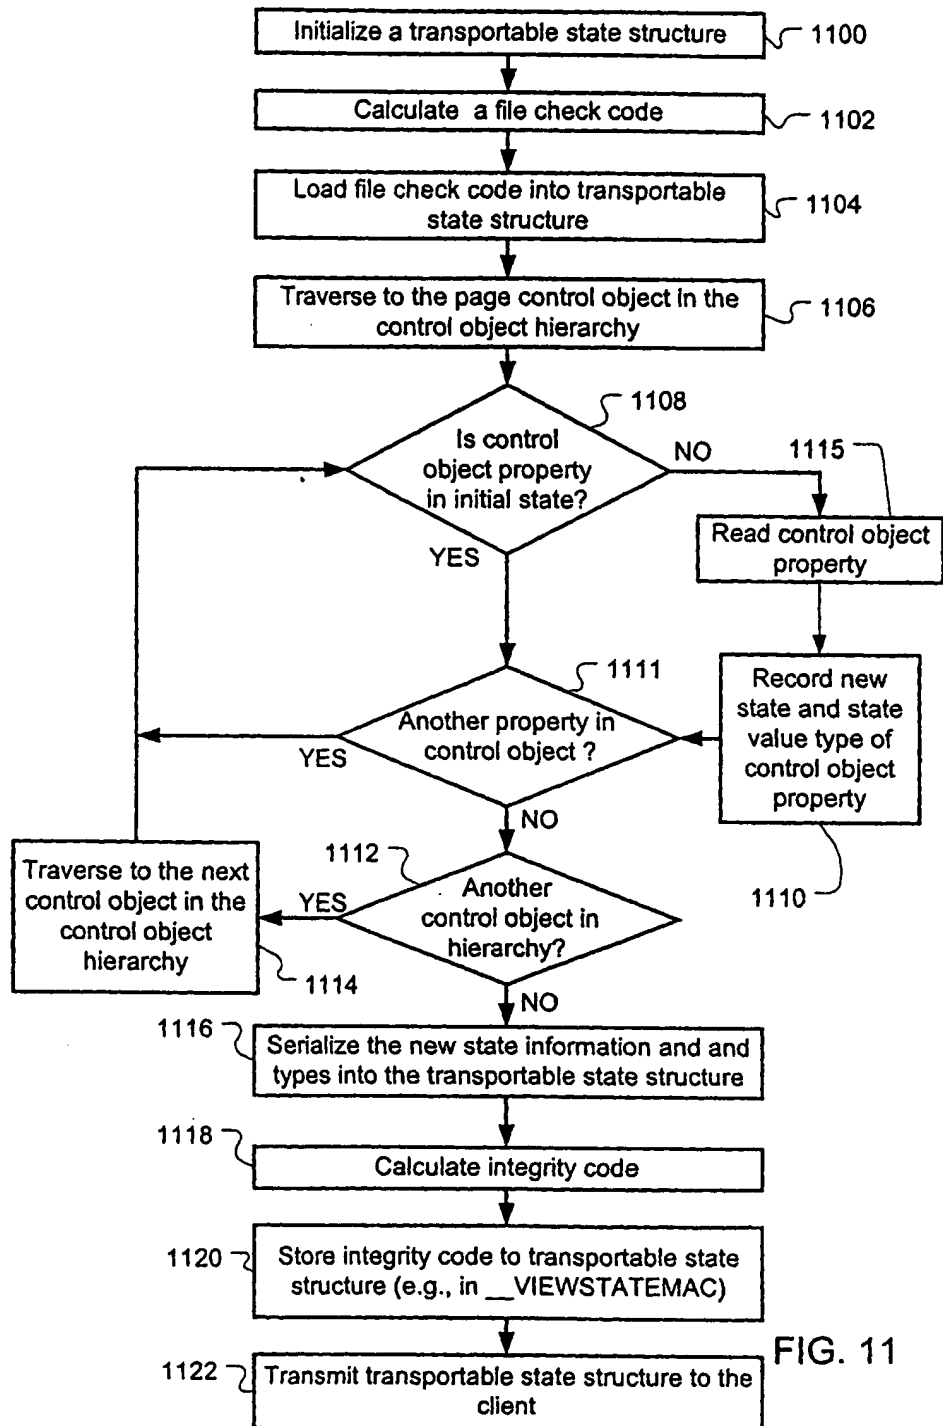 Initialize a transportable state structure
1100
Calculate a file check code
1102
Load file check code into transportable
state structure
1104
Traverse to the page control object in the
control object hierarchy
1106
1108
Is control
object property
in initial state?
NO
YES
1115
Read control object
property
1111
Another property in
control object ?
YES
NO
Record new
state and state
value type of
control object
property
1110
1112
Another
control object in
hierarchy?
YES
NO
Traverse to the next
control object in the
control object
hierarchy
1114
1116
Serialize the new state information and and
types into the transportable state structure
1118
Calculate integrity code
1120
Store integrity code to transportable state
structure (e.g., in __VIEWSTATEMAC)
FIG. 11
1122
Transmit transportable state structure to the
client